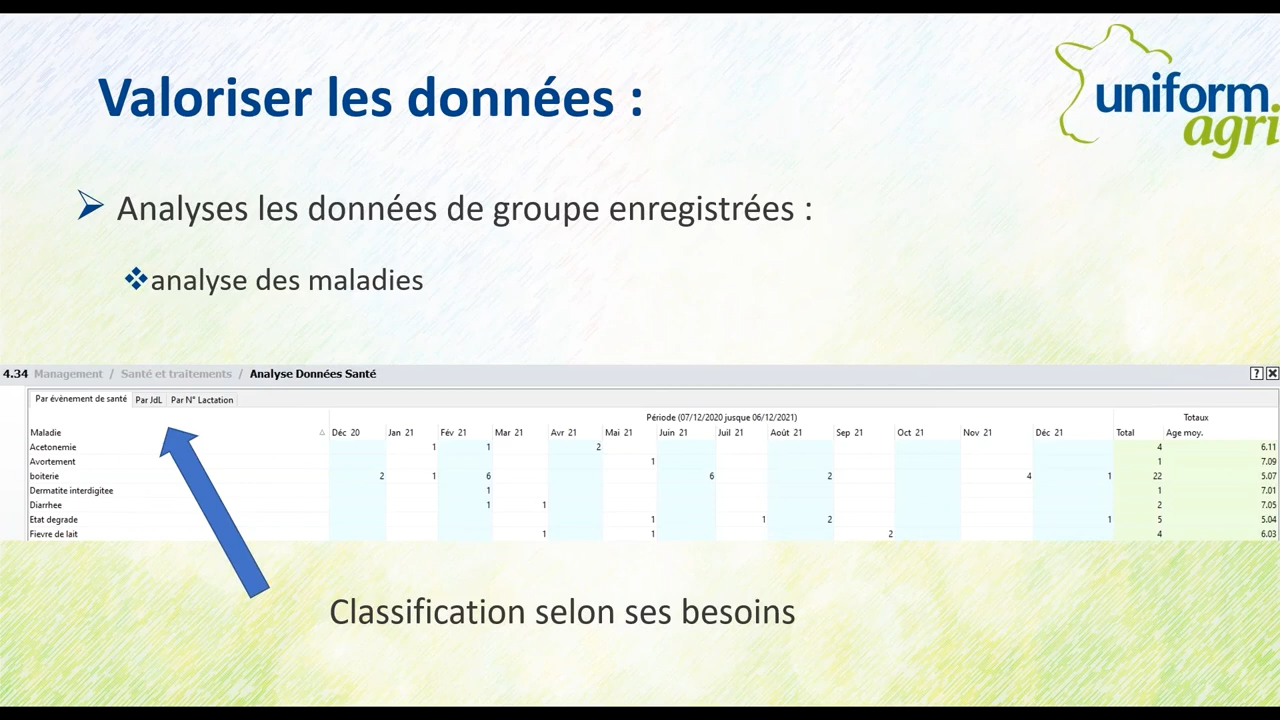 Valoriser les données :
uniform.
agri
Analyses les données de groupe enregistrées :
analyse des maladies
4.34 Management / Santé et traitements / Analyse Données Santé
Par évènement de santé Par JdL Par N° Lactation
Période (07/12/2020 jusque 06/12/2021) Totaux
Maladie Déc 20 Jan 21 Fév 21 Mar 21 Avr 21 Mai 21 Juin 21 Juil 21 Août 21 Sep 21 Oct 21 Nov 21 Déc 21 Total Age moy.
Acetonemie 1 1 2 4 6.11
Avortement 1 1 7.09
boiterie 2 1 6 6 2 4 1 22 5.07
Dermatite interdigitee 1 1 7.01
Diarrhee 1 1 2 7.05
Etat degrade 1 1 2 1 5 5.04
Fievre de lait 1 1 2 4 6.03
Classification selon ses besoins